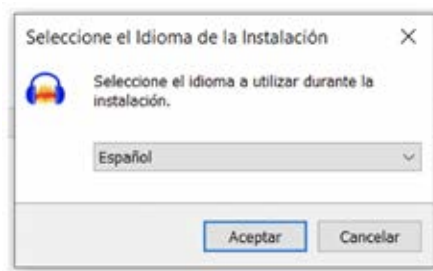 Seleccione el Idioma de la Instalación
Seleccione el idioma a utilizar durante la
instalación.
Español
Aceptar
Cancelar